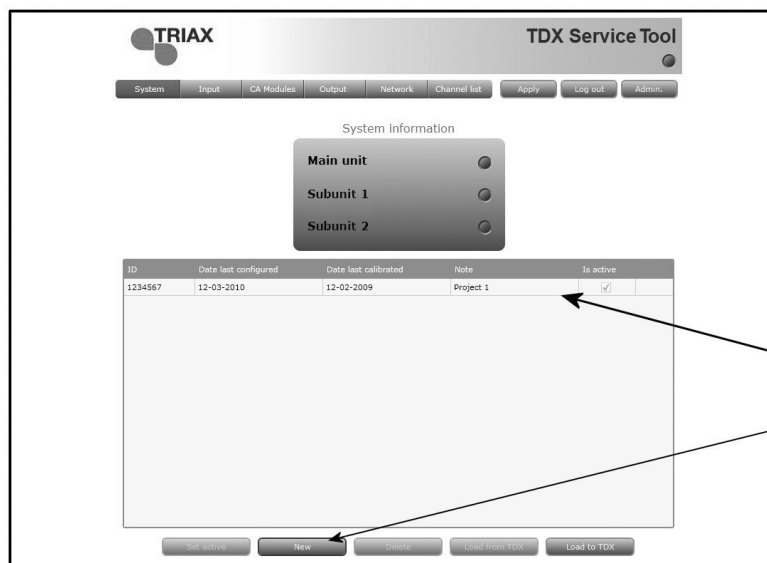 TRIAX
TDX Service Tool
System Input CA Modules Output Network Channel list Apply Log out Admin.
System information
Main unit
Subunit 1
Subunit 2
ID Date last configured Date last calibrated Note Is active
1234567 12-03-2010 12-02-2009 Project 1
Set active New Delete Load from TDX Load to TDX